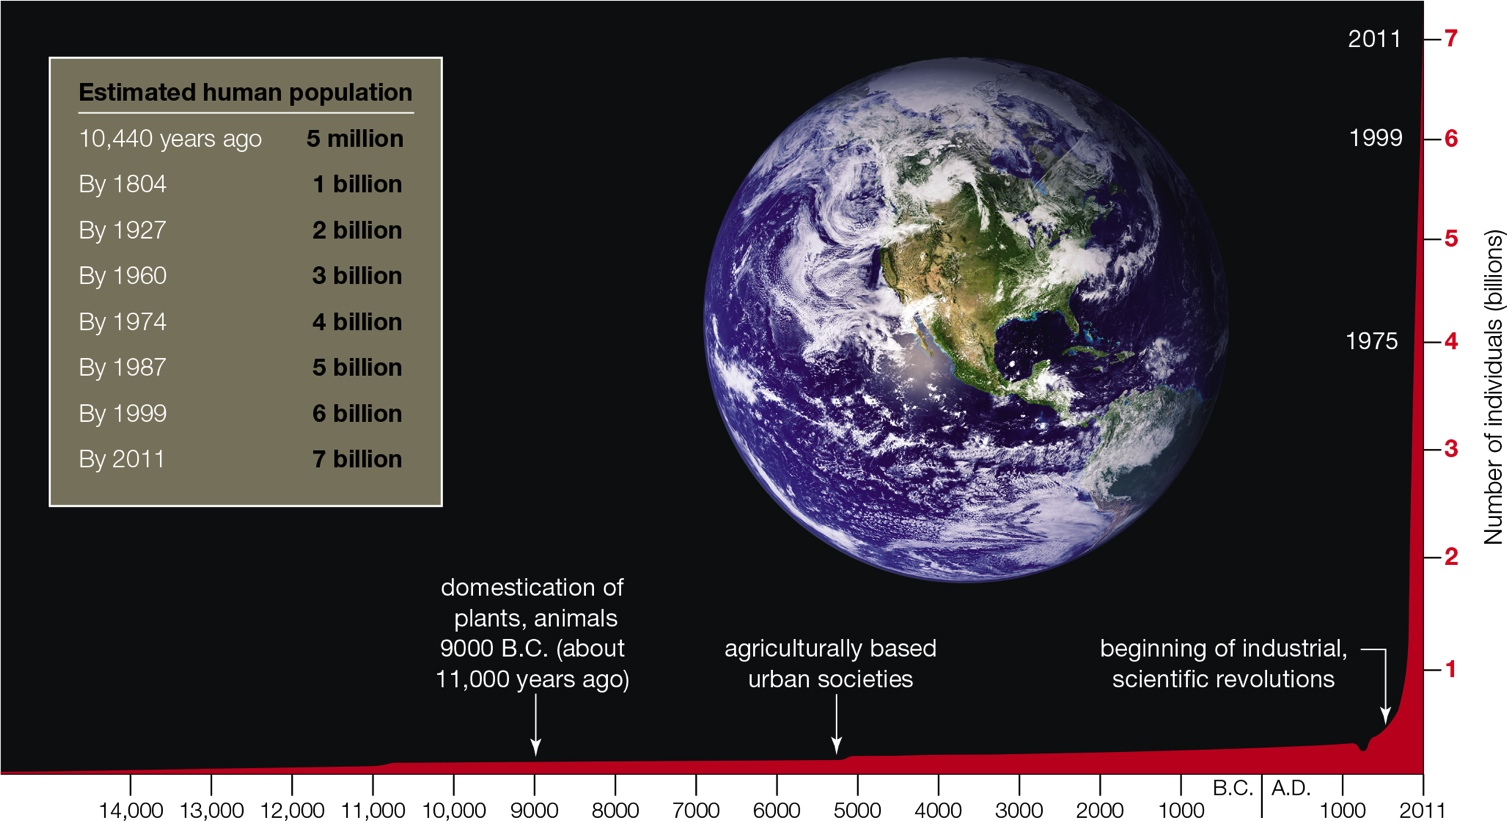 Estimated human population
10,440 years ago 5 million
By 1804 1 billion
By 1927 2 billion
By 1960 3 billion
By 1974 4 billion
By 1987 5 billion
By 1999 6 billion
By 2011 7 billion
domestication of
plants, animals
9000 B.C. (about
11,000 years ago)
agriculturally based
urban societies
beginning of industrial,
scientific revolutions
2011 7
1999 6
5
1975 4
3
2
1
Number of individuals (billions)
B.C. A.D.
14,000 13,000 12,000 11,000 10,000 9000 8000 7000 6000 5000 4000 3000 2000 1000 1000 2011